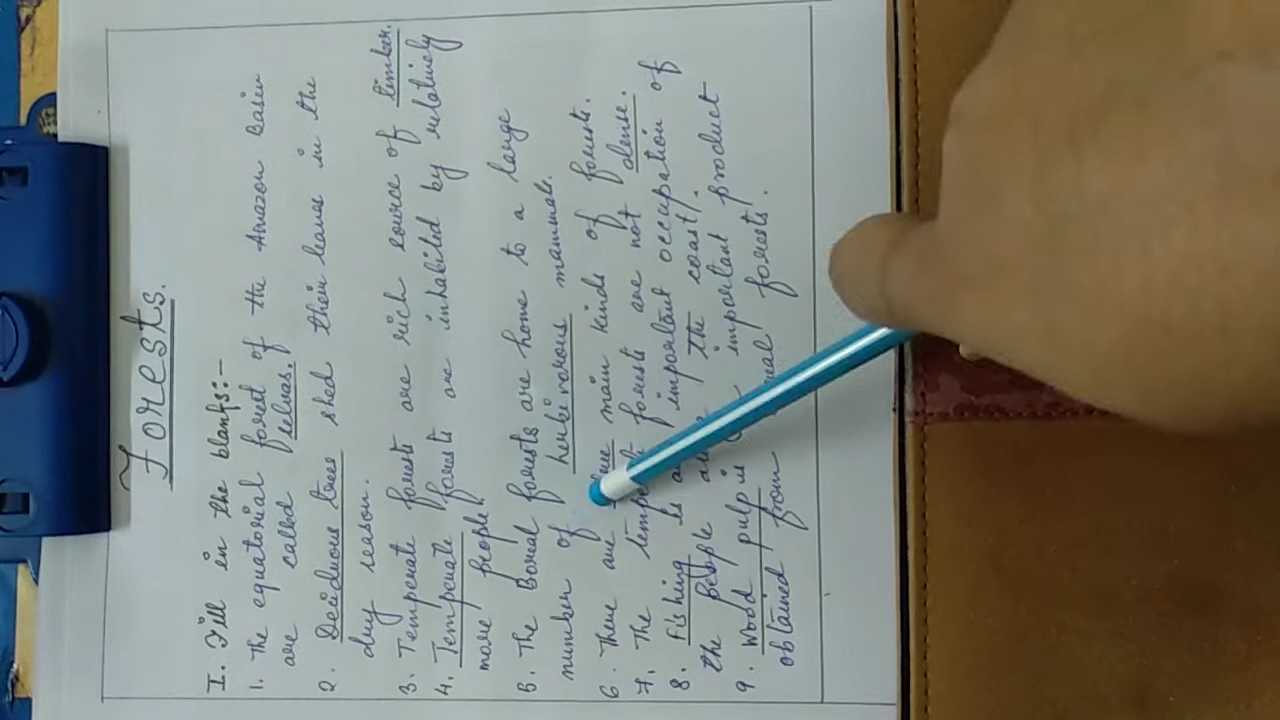 Forests.
I. Fill in the blanks:-
1. The equatorial forest of the Amazon Basin
are called selvas.
2. Deciduous trees shed their leaves in the
dry season.
3. Temperate forests are rich source of timber.
4. Temperate forests are inhabited by relatively
more people.
5. The Boreal forests are home to a large
number of herbivorous mammals.
6. There are main kinds of forests.
7. The forests are not dense.
8. Fishing is important occupation of
the people the coast.
9. Wood pulp is important product
obtained from forests.